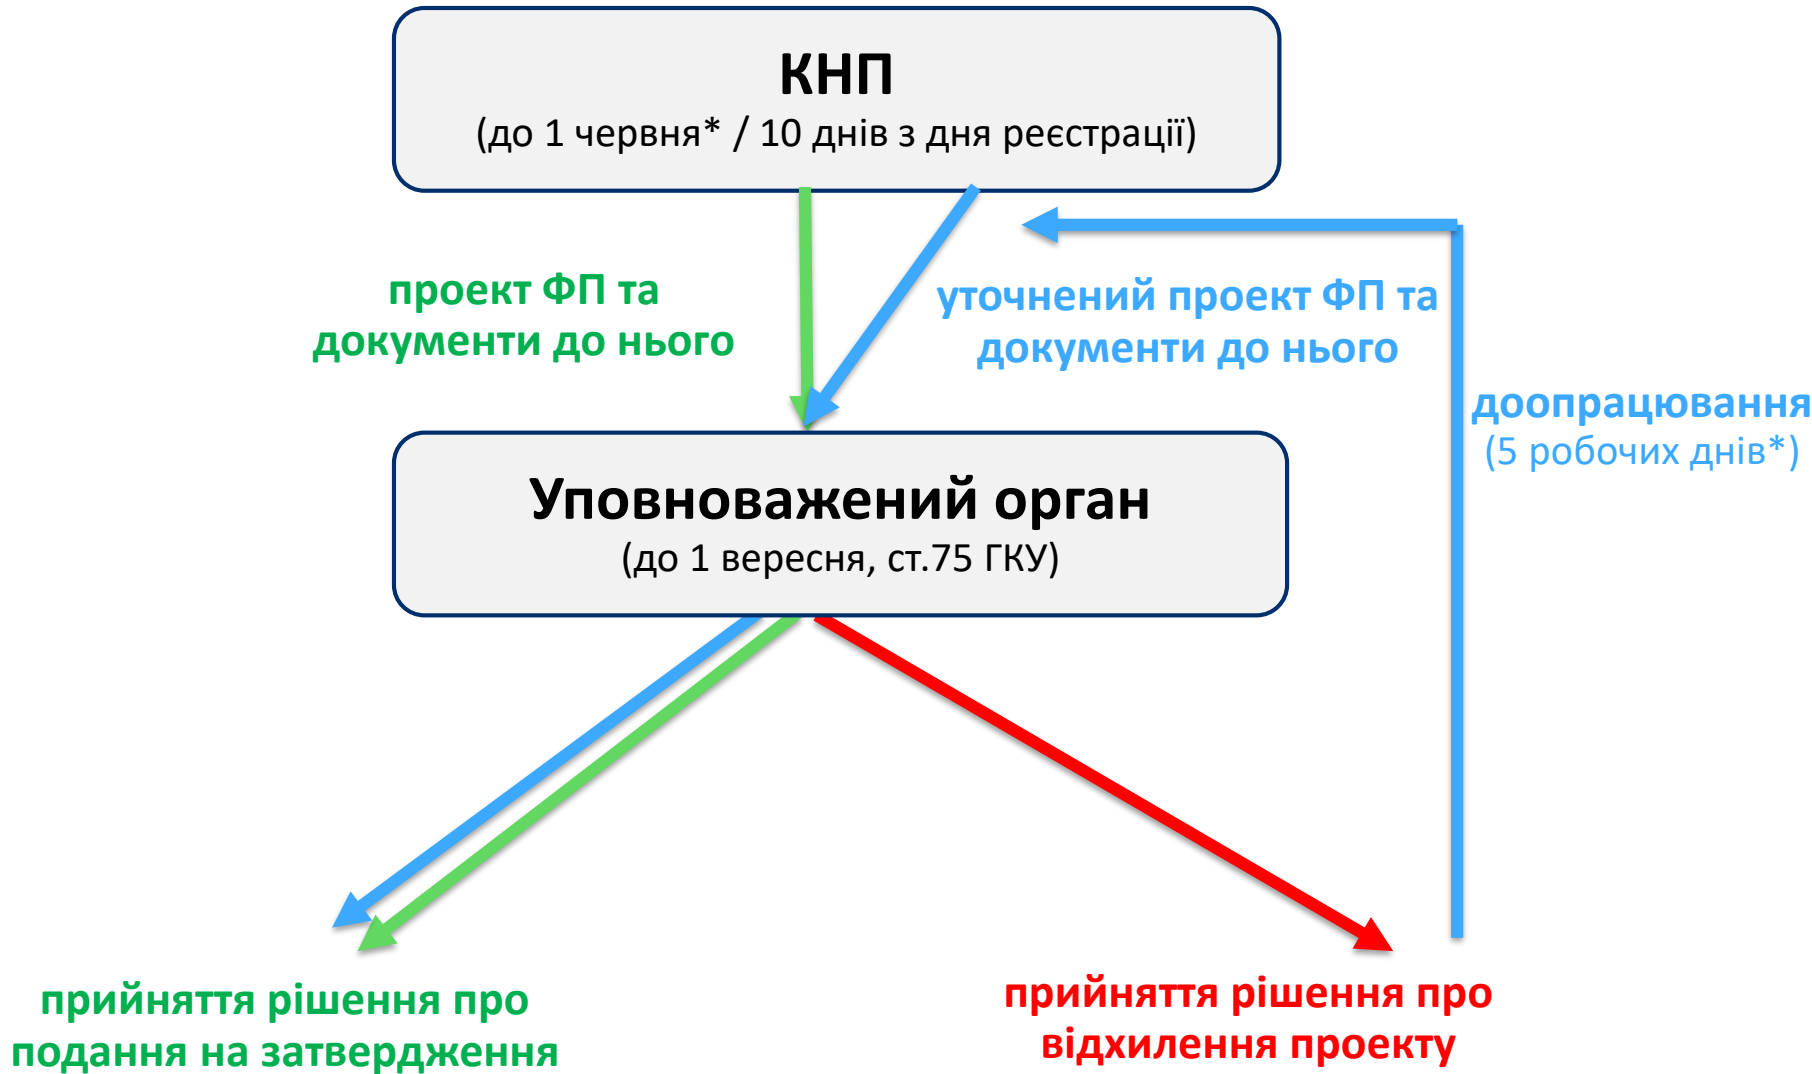 КНП
(до 1 червня* / 10 днів з дня реєстрації)
проект ФП та
документи до нього
уточнений проект ФП та
документи до нього
доопрацювання
(5 робочих днів*)
Уповноважений орган
(до 1 вересня, ст.75 ГКУ)
прийняття рішення про
подання на затвердження
прийняття рішення про
відхилення проекту